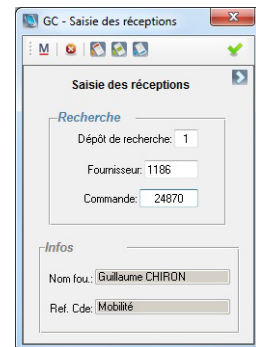 GC - Saisie des réceptions
M
Saisie des réceptions
Recherche
Dépôt de recherche: 1
Fournisseur: 1186
Commande: 24870
Infos
Nom fou.: Guillaume CHIRON
Ref. Cde: Mobilité